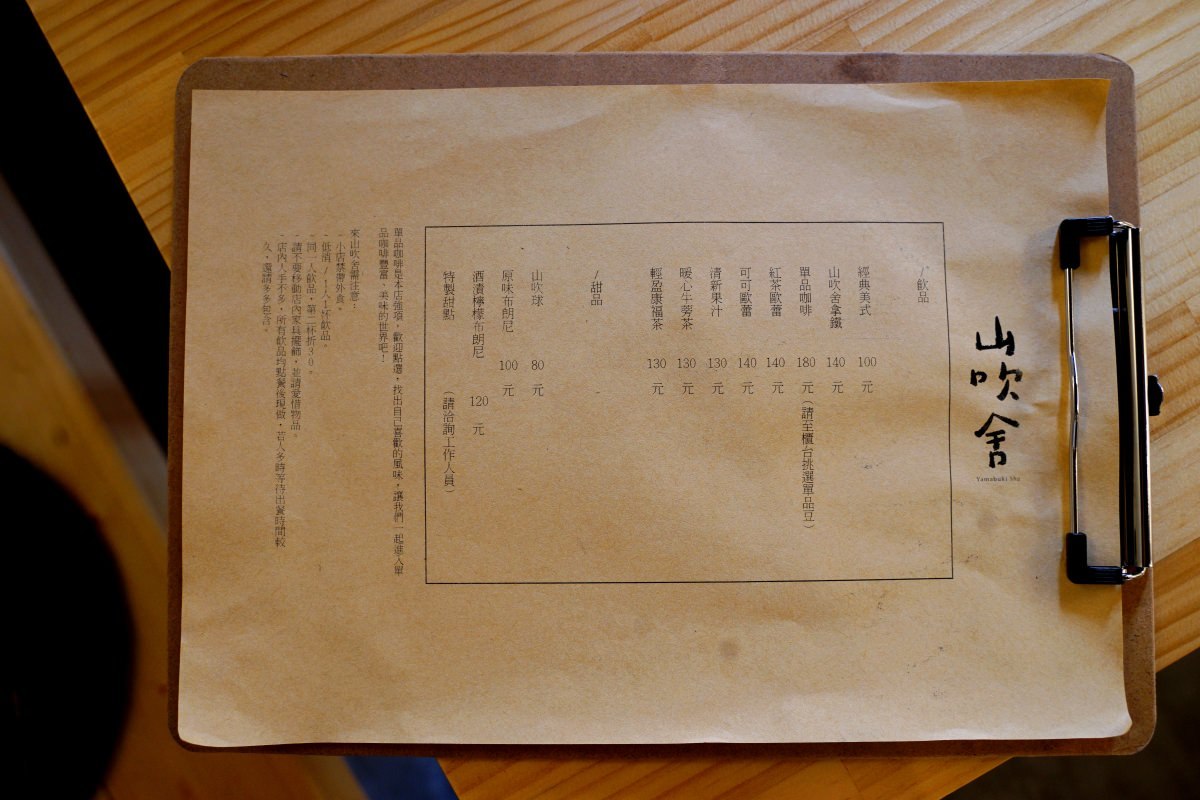 山吹舍
Yamabuki She
/飲品
經典美式 100 元
山吹舍拿鐵 140 元
單品咖啡 180 元（請至櫃台挑選單品豆）
紅茶歐蕾 140 元
可可歐蕾 140 元
清新果汁 130 元
暖心牛蒡茶 130 元
輕盈康福茶 130 元
/甜品
山吹球 80 元
原味布朗尼 100 元
酒漬檸檬布朗尼 120 元
特製甜點 （請洽詢工作人員）
單品咖啡是本店強項，歡迎點選，找出自己喜歡的風味，讓我們一起進入單
品咖啡豐富、美味的世界吧！
來山吹舍需注意：
- 小店禁帶外食。
- 低消/1人1杯飲品。
- 同一人飲品，第二杯折30。
- 請不要移動店內家具擺飾，並請愛惜物品。
- 店內人手不多，所有飲品均點餐後現做，若人多時等待出餐時間較
久，還請多多包含。